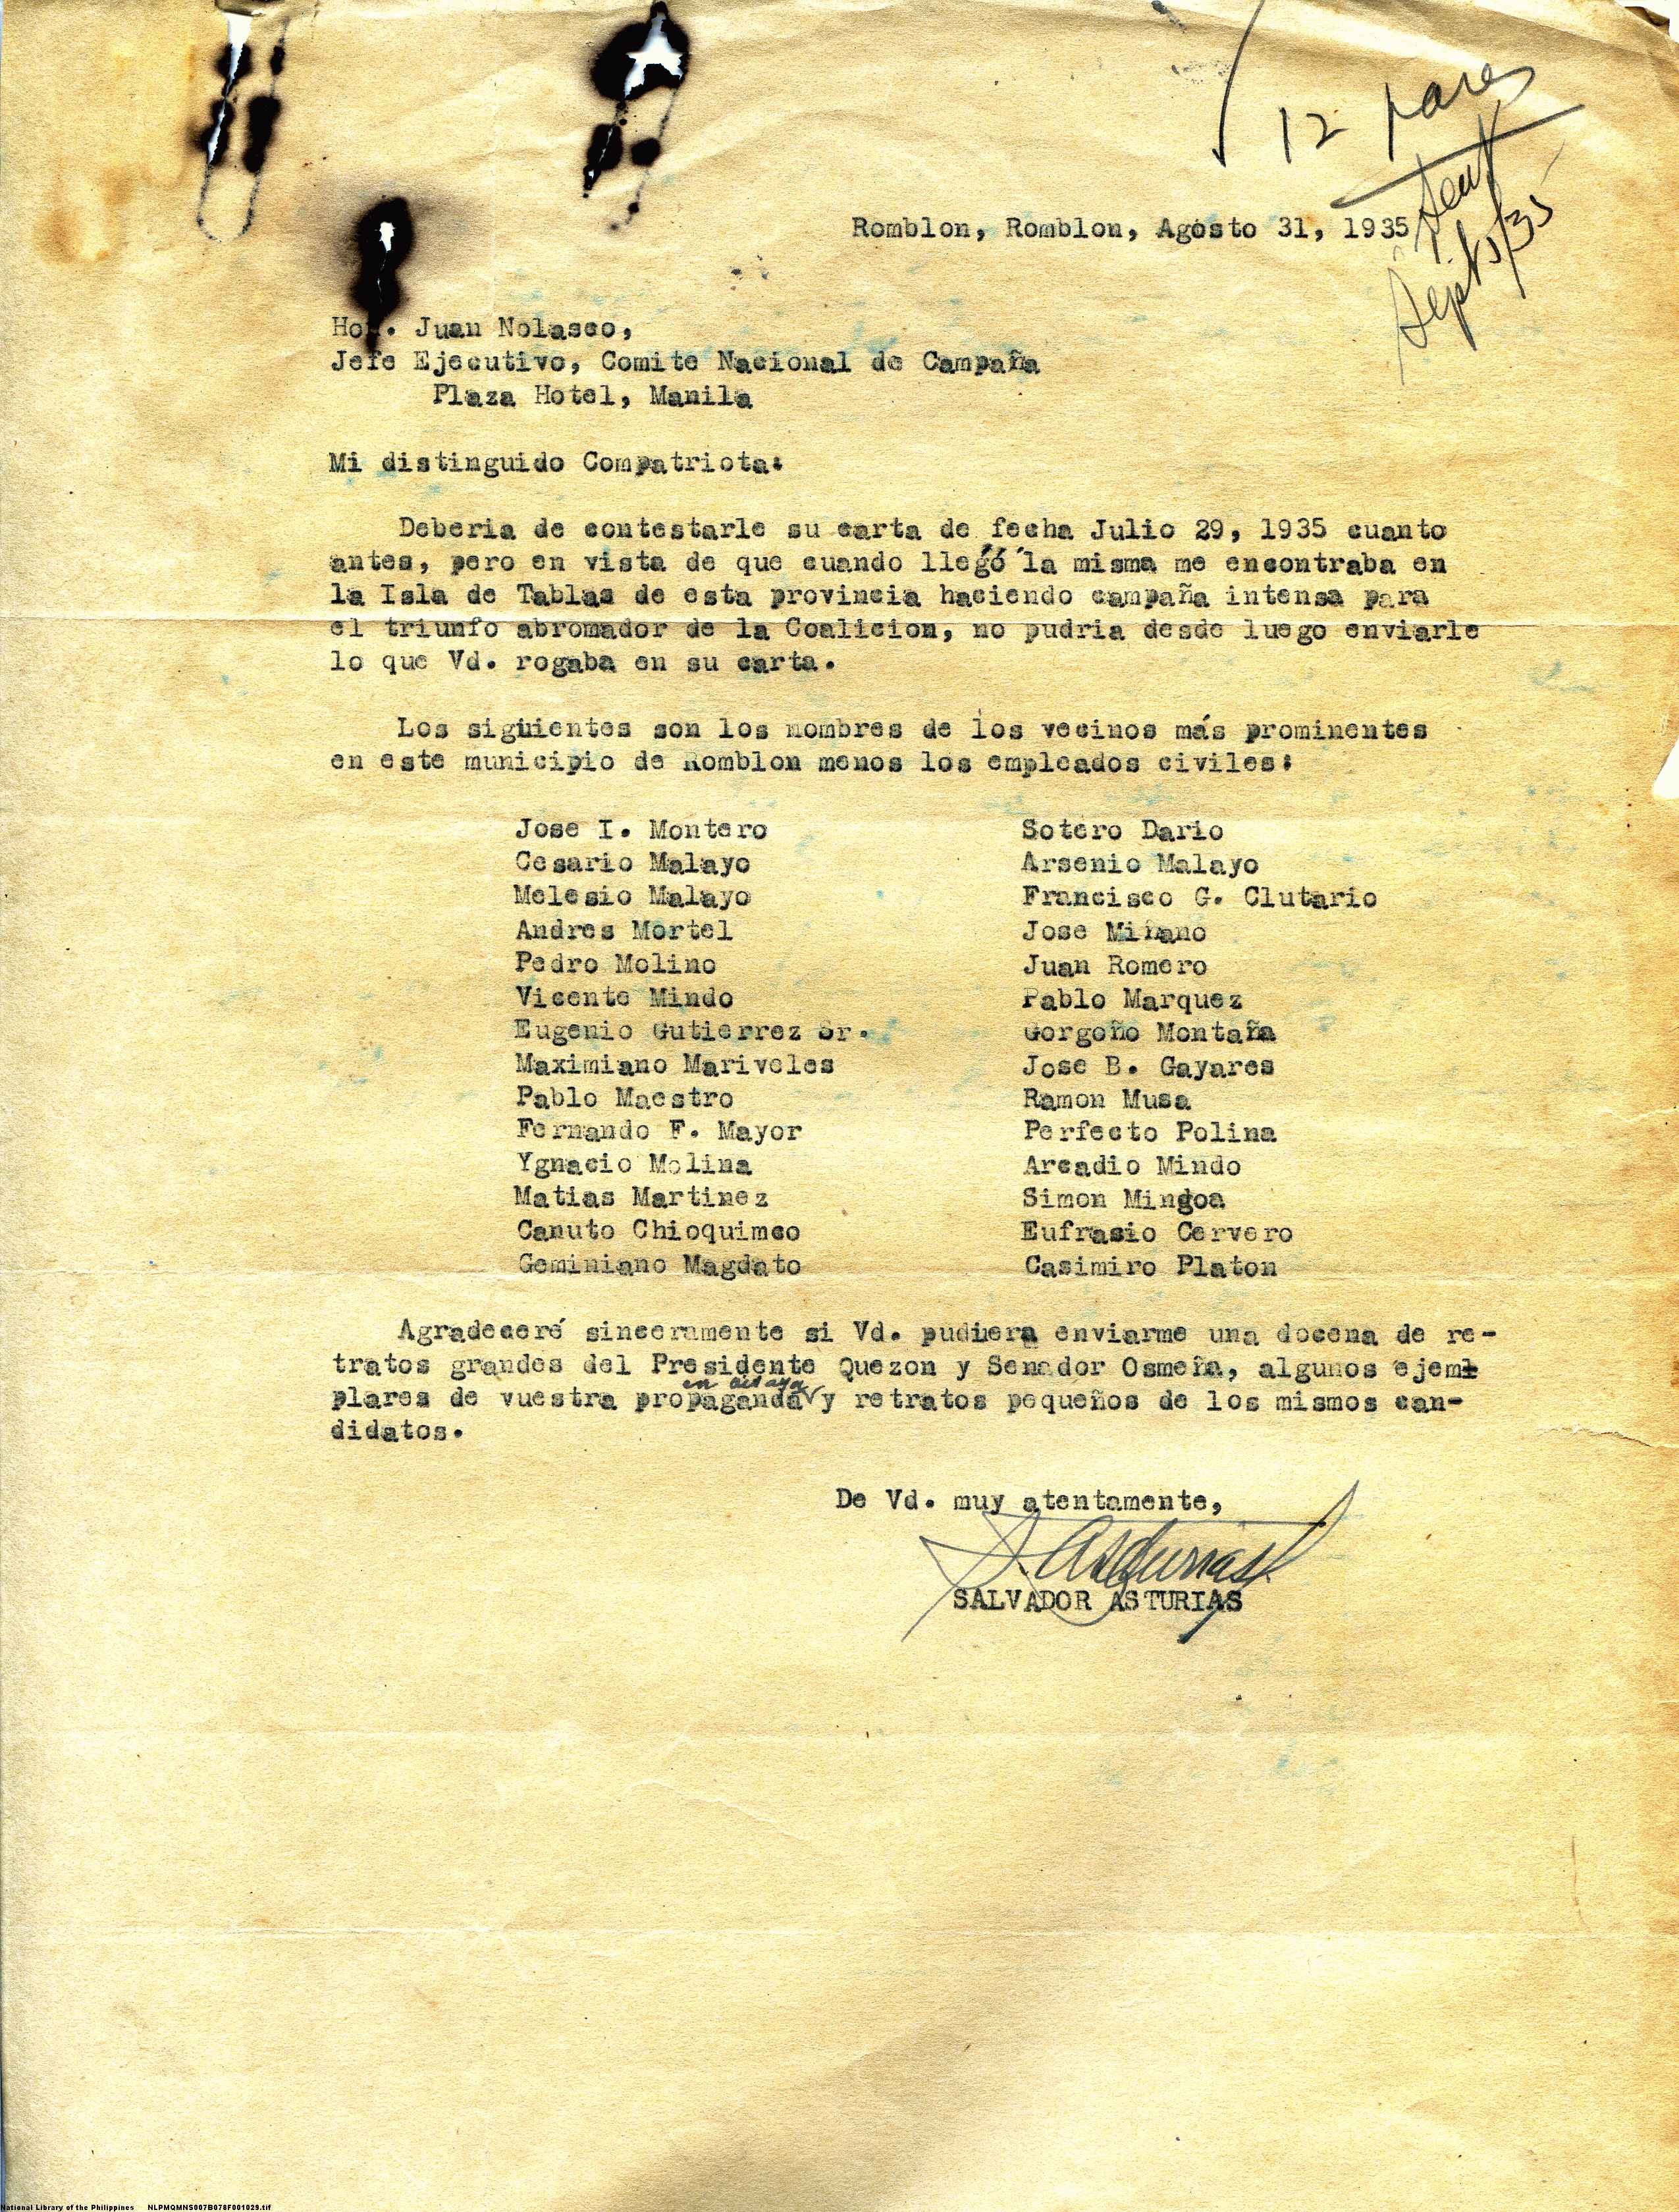 12 pares
Sent
Romblon, Romblon, Agosto 31, 1935
Sept 5/35
Hon. Juan Nolasco,
Jefe Ejecutivo, Comite Nacional de Campaña
Plaza Hotel, Manila
Mi distinguido Compatriota:
Deberia de contestarle su carta de fecha Julio 29, 1935 cuanto
antes, pero en vista de que cuando llegó la misma me encontraba en
la Isla de Tablas de esta provincia haciendo campaña intensa para
el triunfo abromador de la Coalicion, no pudria desde luego enviarle
lo que Vd. rogaba en su carta.
Los siguientes son los nombres de los vecinos más prominentes
en este municipio de Romblon menos los empleados civiles:
Jose I. Montero Sotero Dario
Cesario Malayo Arsenio Malayo
Melesio Malayo Francisco G. Clutario
Andres Mortel Jose
Pedro Molino Juan Romero
Vicente Mindo Pablo Marquez
Eugenio Gutierrez Sr. Gorgoño Montaña
Maximiano Mariveles Jose B. Gayares
Pablo Maestro Ramon Musa
Fernando F. Mayor Perfecto Polina
Ygnacio Molina Arcadio Mindo
Matias Martinez Simon Mingoa
Canuto Chioquimco Eufrasio Cervero
Geminiano Magdato Casimiro Platon
Agradeceré sinceramente si Vd. pudiera enviarme una docena de re-
tratos grandes del Presidente Quezon y Senador Osmeña, algunos ejem-
en bisaya
plares de vuestra propaganda y retratos pequeños de los mismos can-
didatos.
De Vd. muy atentamente,
S. Asturias
SALVADOR ASTURIAS
National Library of the Philippines NLPMQMNS007B078F001029.tif